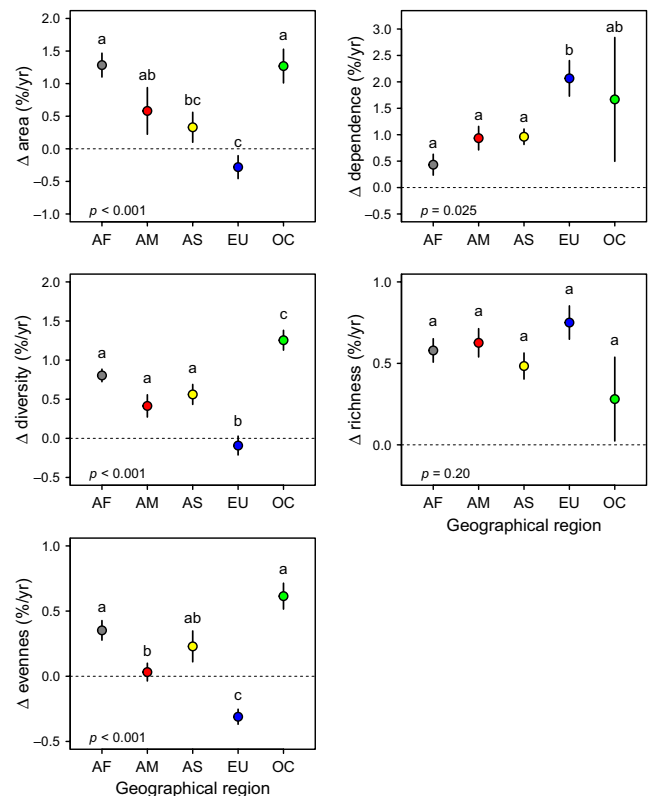 Δ area (%/yr)
2.0
1.5
1.0
0.5
0.0
–0.5
–1.0
a
ab
bc
c
a
p < 0.001
AF AM AS EU OC
Δ dependence (%/yr)
3.0
2.5
2.0
1.5
1.0
0.5
0.0
–0.5
a
a
a
b
ab
p = 0.025
AF AM AS EU OC
Δ diversity (%/yr)
2.0
1.5
1.0
0.5
0.0
–0.5
a
a
a
b
c
p < 0.001
AF AM AS EU OC
Δ richness (%/yr)
1.0
0.5
0.0
a
a
a
a
a
p = 0.20
AF AM AS EU OC
Geographical region
Δ evennes (%/yr)
1.0
0.5
0.0
–0.5
a
b
ab
c
a
p < 0.001
AF AM AS EU OC
Geographical region